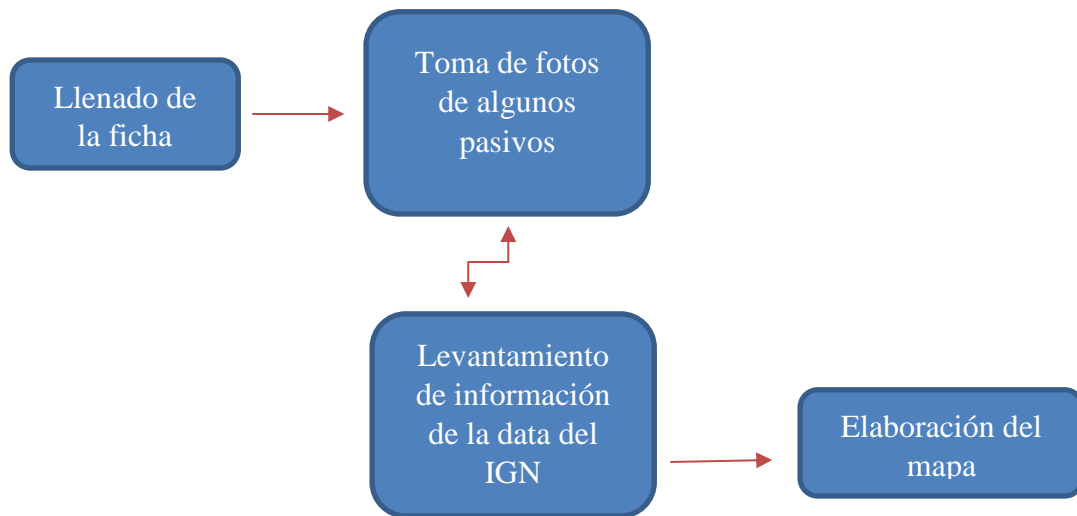 Llenado de
la ficha
Toma de fotos
de algunos
pasivos
Levantamiento
de información
de la data del
IGN
Elaboración del
mapa